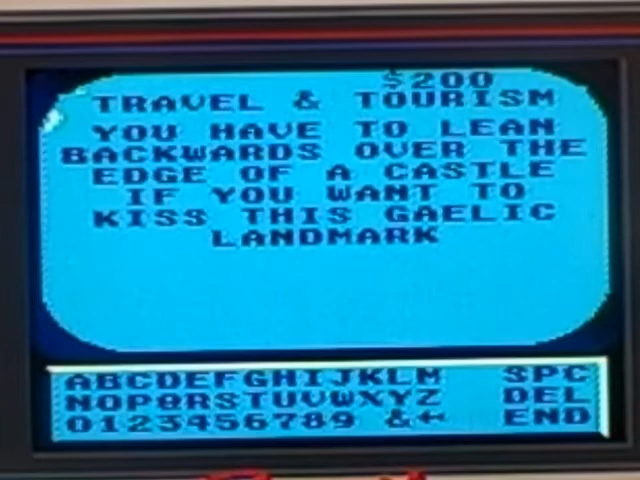 $200
TRAVEL & TOURISM
YOU HAVE TO LEAN
BACKWARDS OVER THE
EDGE OF A CASTLE
IF YOU WANT TO
KISS THIS GAELIC
LANDMARK
ABCDEFGHIJKLM SPC
NOPQRSTUVWXYZ DEL
0123456789 &← END